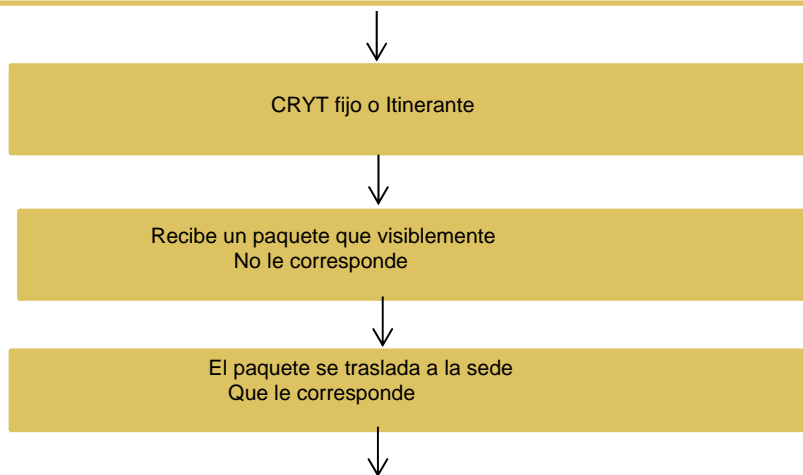 CRYT fijo o Itinerante
Recibe un paquete que visiblemente
No le corresponde
El paquete se traslada a la sede
Que le corresponde